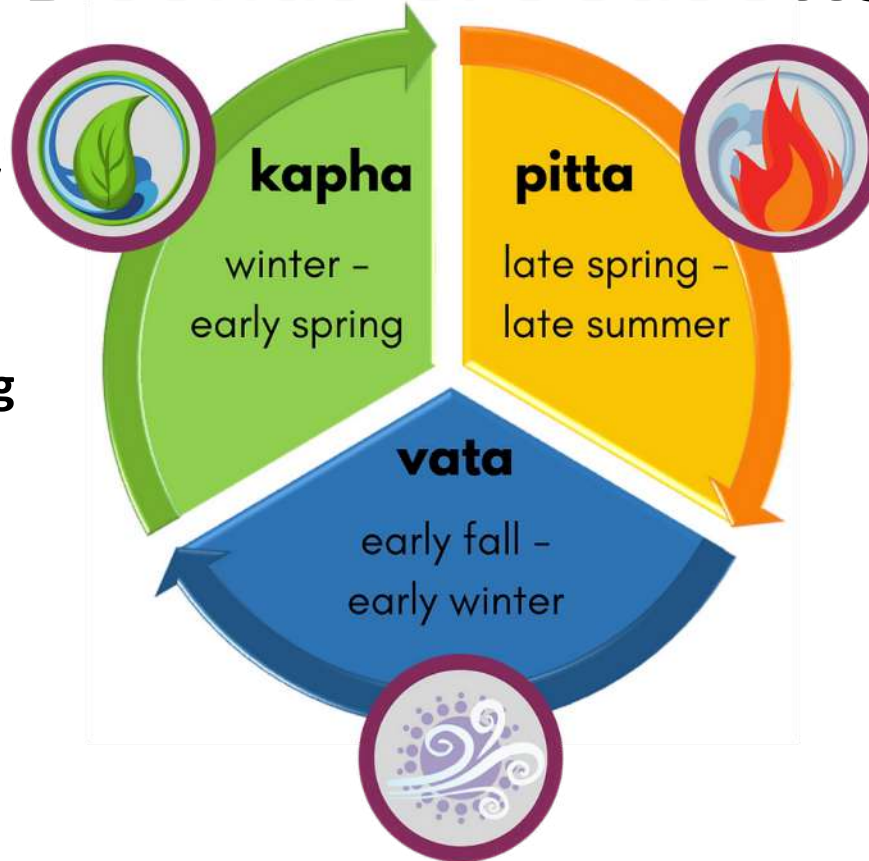 kapha
winter -
early spring
pitta
late spring -
late summer
vata
early fall -
early winter
g